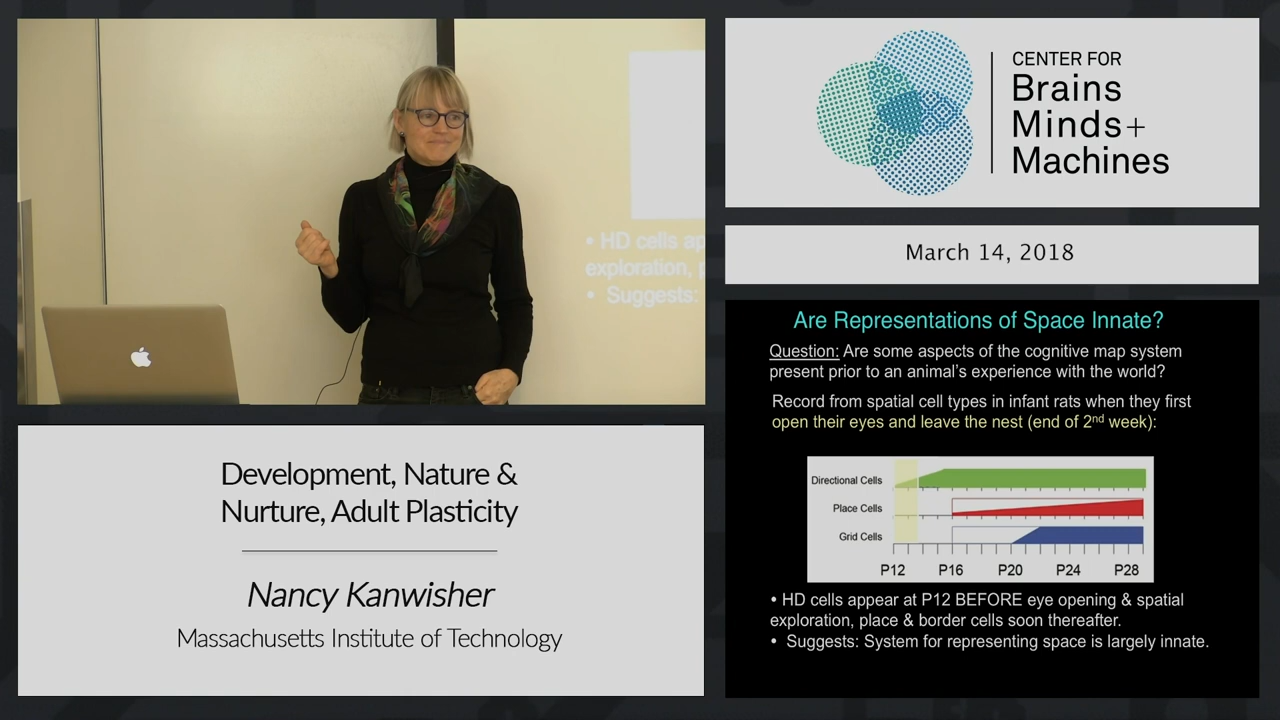 • HD cells ap
exploration, p
• Suggests:
CENTER FOR
Brains
Minds+
Machines
March 14, 2018
Development, Nature &
Nurture, Adult Plasticity
Nancy Kanwisher
Massachusetts Institute of Technology
Are Representations of Space Innate?
Question: Are some aspects of the cognitive map system
present prior to an animal's experience with the world?
Record from spatial cell types in infant rats when they first
open their eyes and leave the nest (end of 2nd week):
Directional Cells
Place Cells
Grid Cells
P12 P16 P20 P24 P28
• HD cells appear at P12 BEFORE eye opening & spatial
exploration, place & border cells soon thereafter.
• Suggests: System for representing space is largely innate.